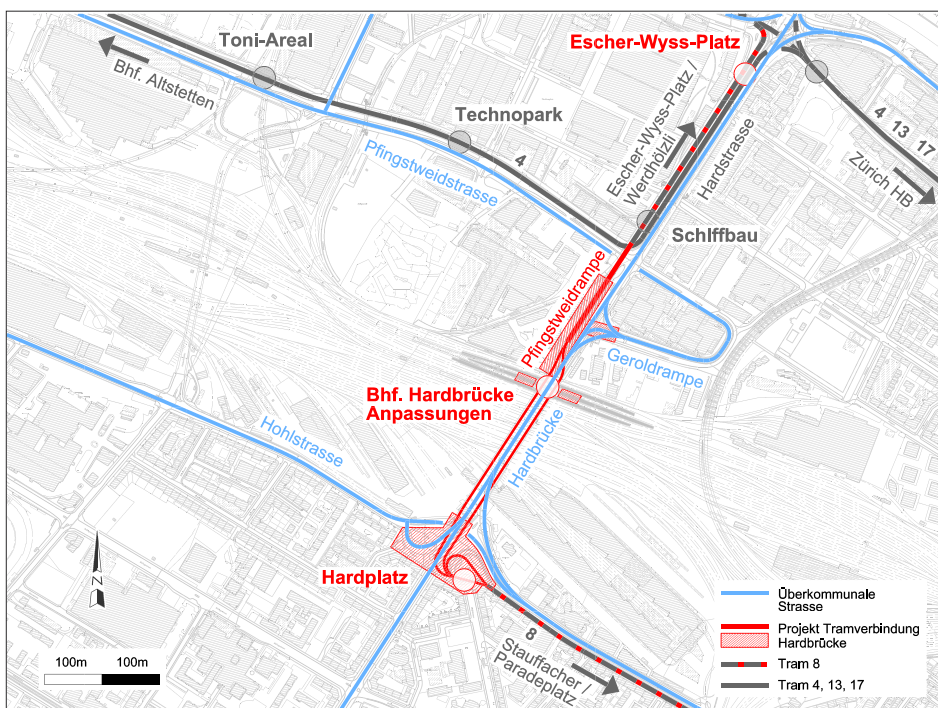 Toni-Areal
Bhf. Altstetten
Escher-Wyss-Platz
Technopark
4
Pfingstweidstrasse
Escher-Wyss-Platz /
Werdhölzli
Hardstrasse
4 13 17
Zürich HB
SchIffbau
Pfingstweidrampe
Geroldrampe
Bhf. Hardbrücke
Anpassungen
Hohlstrasse
Hardbrücke
Hardplatz
N
8
Stauffacher /
Paradeplatz
100m 100m
Überkommunale
Strasse
Projekt Tramverbindung
Hardbrücke
Tram 8
Tram 4, 13, 17